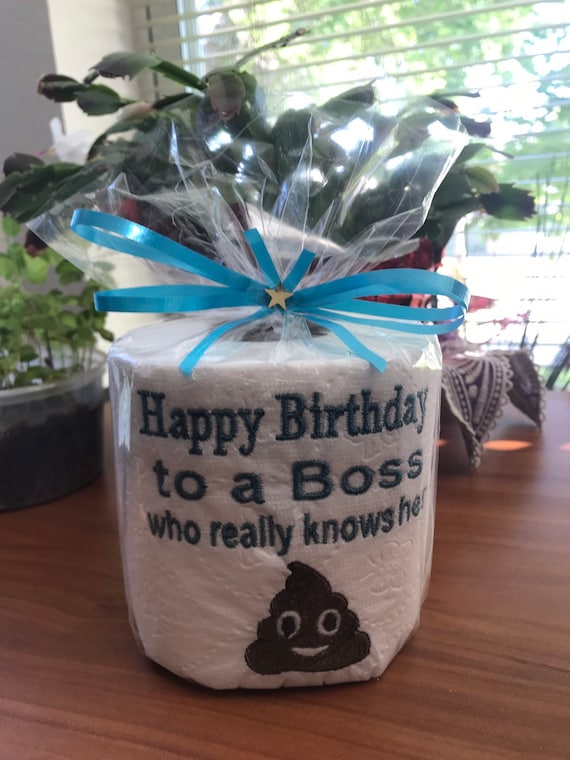 Happy Birthday
to a Boss
who really knows her